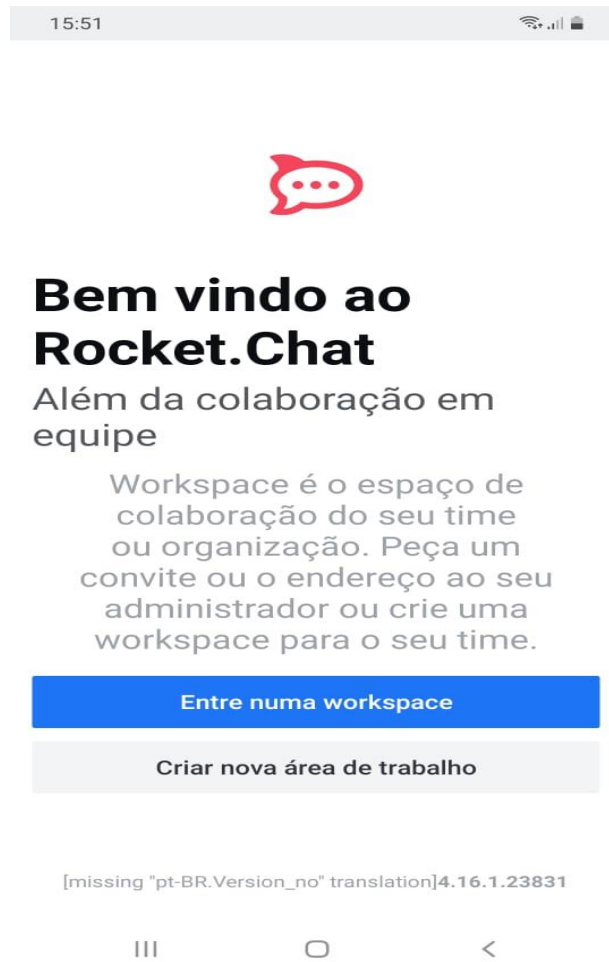 15:51
Bem vindo ao
Rocket.Chat
Além da colaboração em
equipe
Workspace é o espaço de
colaboração do seu time
ou organização. Peça um
convite ou o endereço ao seu
administrador ou crie uma
workspace para o seu time.
Entre numa workspace
Criar nova área de trabalho
[missing "pt-BR.Version_no" translation]4.16.1.23831